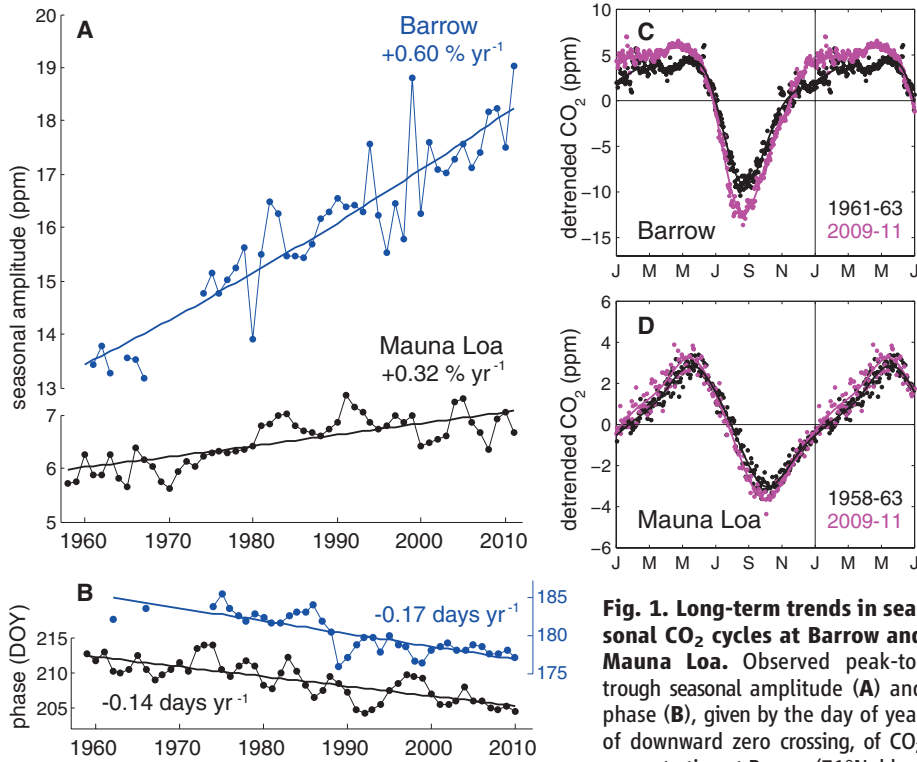 A
Barrow
+0.60 % yr-1
Mauna Loa
+0.32 % yr-1
seasonal amplitude (ppm)
20
19
18
17
16
15
14
13
7
6
5
1960 1970 1980 1990 2000 2010
B
-0.17 days yr-1
-0.14 days yr-1
phase (DOY)
215
210
205
185
180
175
1960 1970 1980 1990 2000 2010
C
detrended CO2 (ppm)
10
5
0
-5
-10
-15
Barrow
1961-63
2009-11
J M M J S N J M M J
D
detrended CO2 (ppm)
6
4
2
0
-2
-4
-6
Mauna Loa
1958-63
2009-11
J M M J S N J M M J
Fig. 1. Long-term trends in sea
sonal CO2 cycles at Barrow and
Mauna Loa. Observed peak-to
trough seasonal amplitude (A) and
phase (B), given by the day of year
of downward zero crossing, of CO